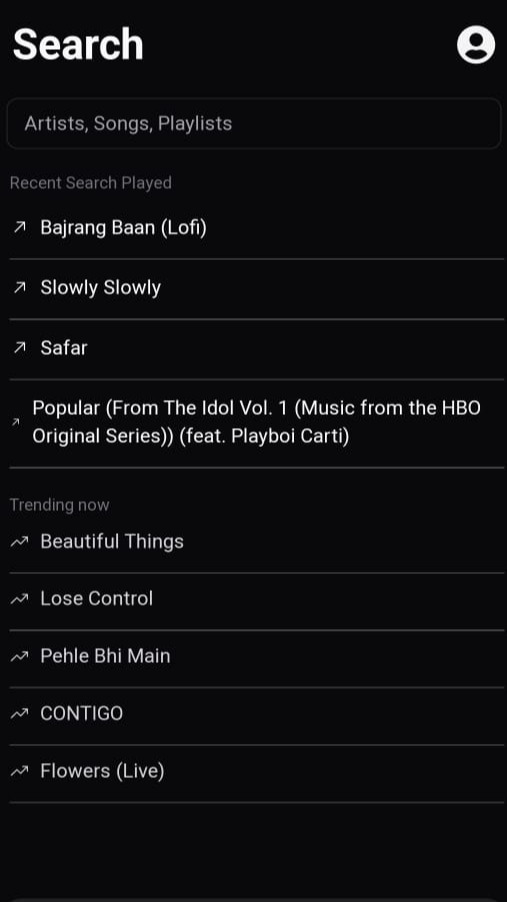 Search
Artists, Songs, Playlists
Recent Search Played
Bajrang Baan (Lofi)
Slowly Slowly
Safar
Popular (From The Idol Vol. 1 (Music from the HBO
Original Series)) (feat. Playboi Carti)
Trending now
Beautiful Things
Lose Control
Pehle Bhi Main
CONTIGO
Flowers (Live)